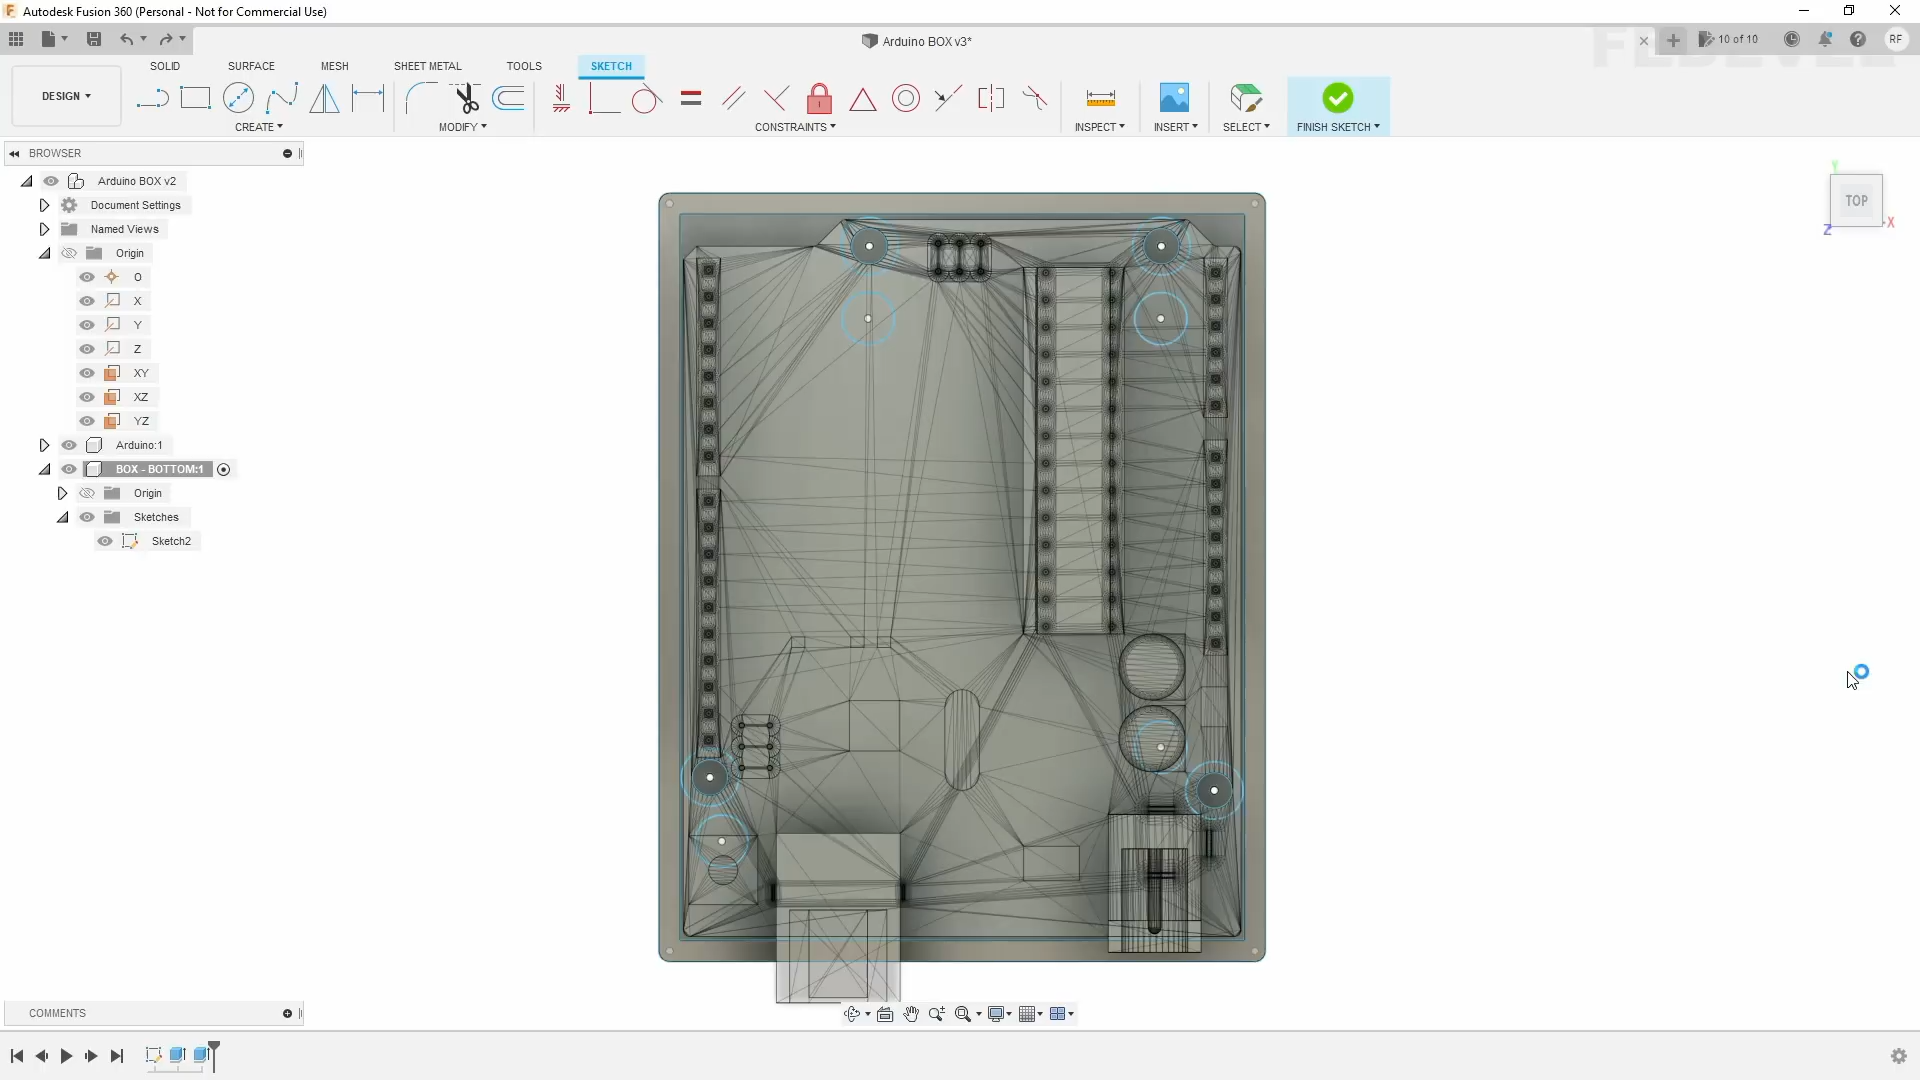 Autodesk Fusion 360 (Personal - Not for Commercial Use)
Arduino BOX v3*
10 of 10
RF
FEDEVEL
SOLID
SURFACE
MESH
SHEET METAL
TOOLS
SKETCH
DESIGN
CREATE
MODIFY
CONSTRAINTS
INSPECT
INSERT
SELECT
FINISH SKETCH
BROWSER
Arduino BOX v2
Document Settings
Named Views
Origin
O
X
Y
Z
XY
XZ
YZ
Arduino:1
BOX - BOTTOM:1
Origin
Sketches
Sketch2
Y
TOP
X
Z
COMMENTS